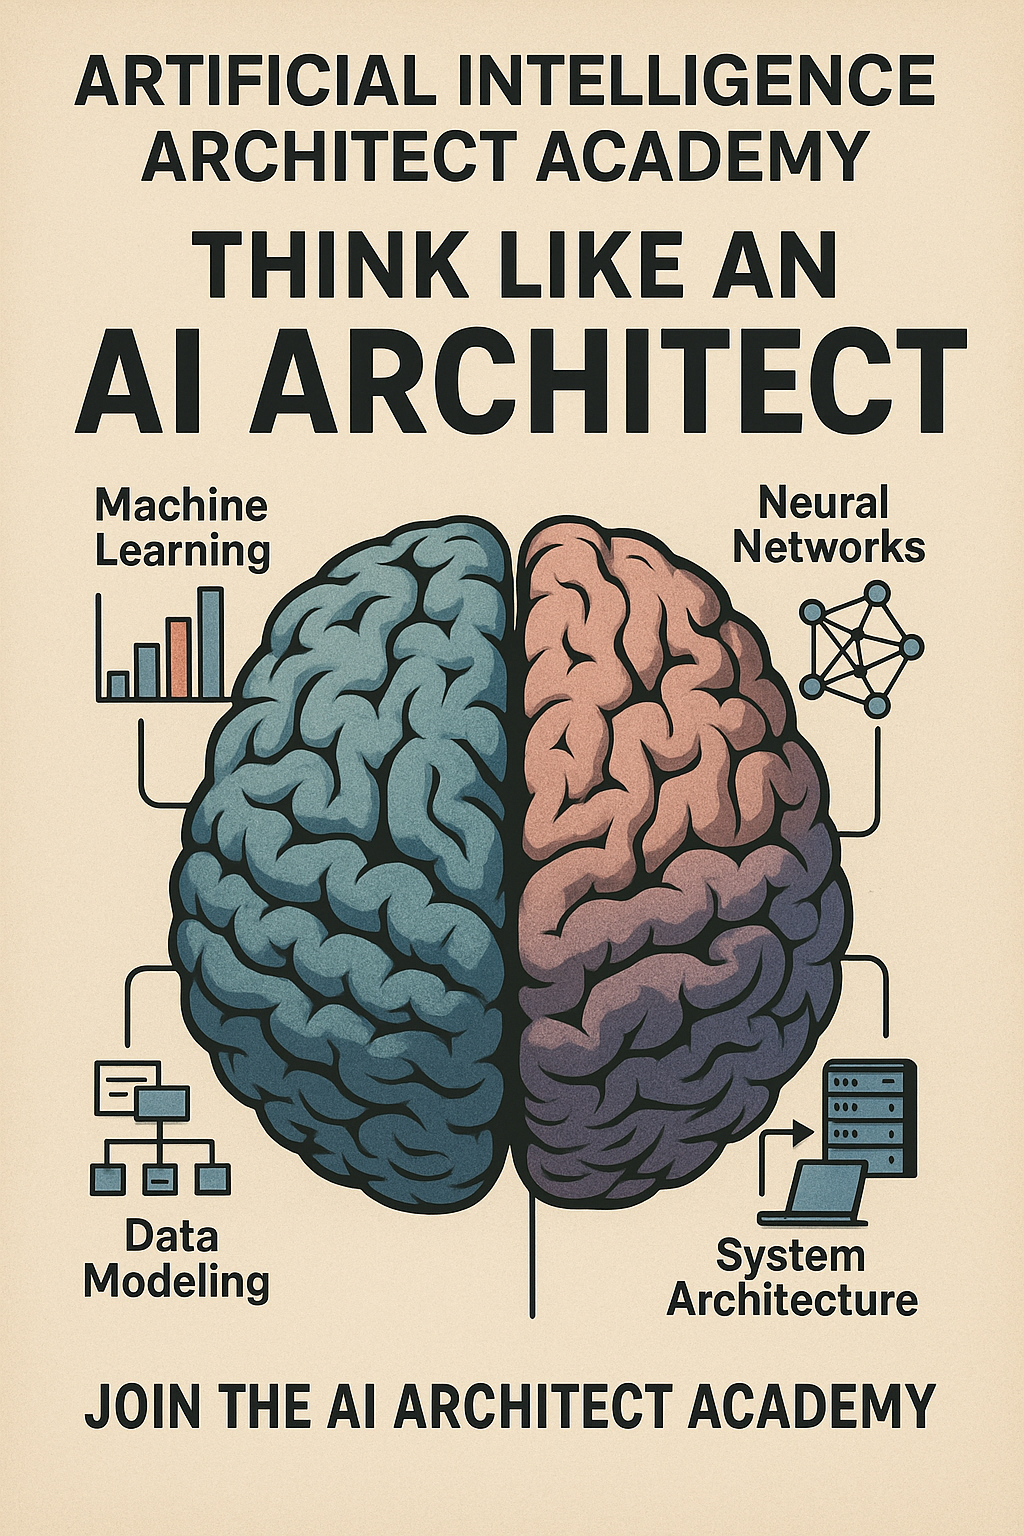 ARTIFICIAL INTELLIGENCE
ARCHITECT ACADEMY
THINK LIKE AN
AI ARCHITECT
Machine
Learning
Neural
Networks
Data
Modeling
System
Architecture
JOIN THE AI ARCHITECT ACADEMY